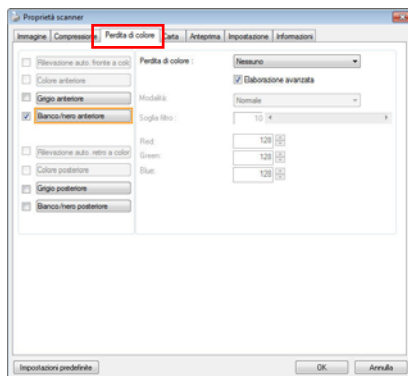 Proprietà scanner
Immagine Compressione Perdita di colore Carta Anteprima Impostazione Informazioni
Rilevazione auto. fronte a colo
Colore anteriore
Grigio anteriore
Bianco/nero anteriore
Rilevazione auto. retro a color
Colore posteriore
Grigio posteriore
Bianco/nero posteriore
Perdita di colore : Nessuno
Elaborazione avanzata
Modalità: Normale
Soglia filtro : 10
Red: 128
Green: 128
Blue: 128
Impostazioni predefinite OK Annulla